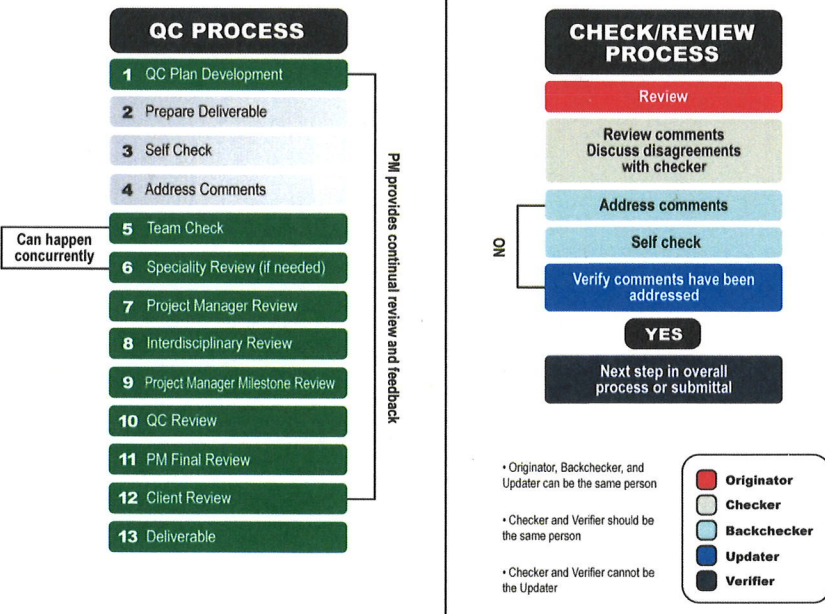 QC PROCESS
1 QC Plan Development
2 Prepare Deliverable
3 Self Check
4 Address Comments
5 Team Check
6 Speciality Review (if needed)
7 Project Manager Review
8 Interdisciplinary Review
9 Project Manager Milestone Review
10 QC Review
11 PM Final Review
12 Client Review
13 Deliverable
Can happen
concurrently
PM provides continual review and feedback
CHECK/REVIEW
PROCESS
Review
Review comments
Discuss disagreements
with checker
Address comments
Self check
Verify comments have been
addressed
NO
YES
Next step in overall
process or submittal
• Originator, Backchecker, and
Updater can be the same person
• Checker and Verifier should be
the same person
• Checker and Verifier cannot be
the Updater
Originator
Checker
Backchecker
Updater
Verifier